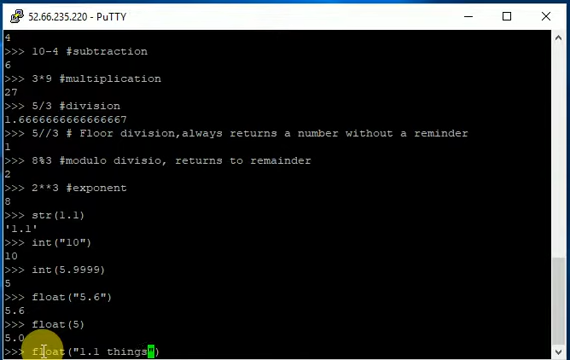 52.66.235.220 - PuTTY
4
>>> 10-4 #subtraction
6
>>> 3*9 #multiplication
27
>>> 5/3 #division
1.6666666666666667
>>> 5//3 # Floor division,always returns a number without a reminder
1
>>> 8%3 #modulo divisio, returns to remainder
2
>>> 2**3 #exponent
8
>>> str(1.1)
'1.1'
>>> int("10")
10
>>> int(5.9999)
5
>>> float("5.6")
5.6
>>> float(5)
5.0
>>> float("1.1 things")